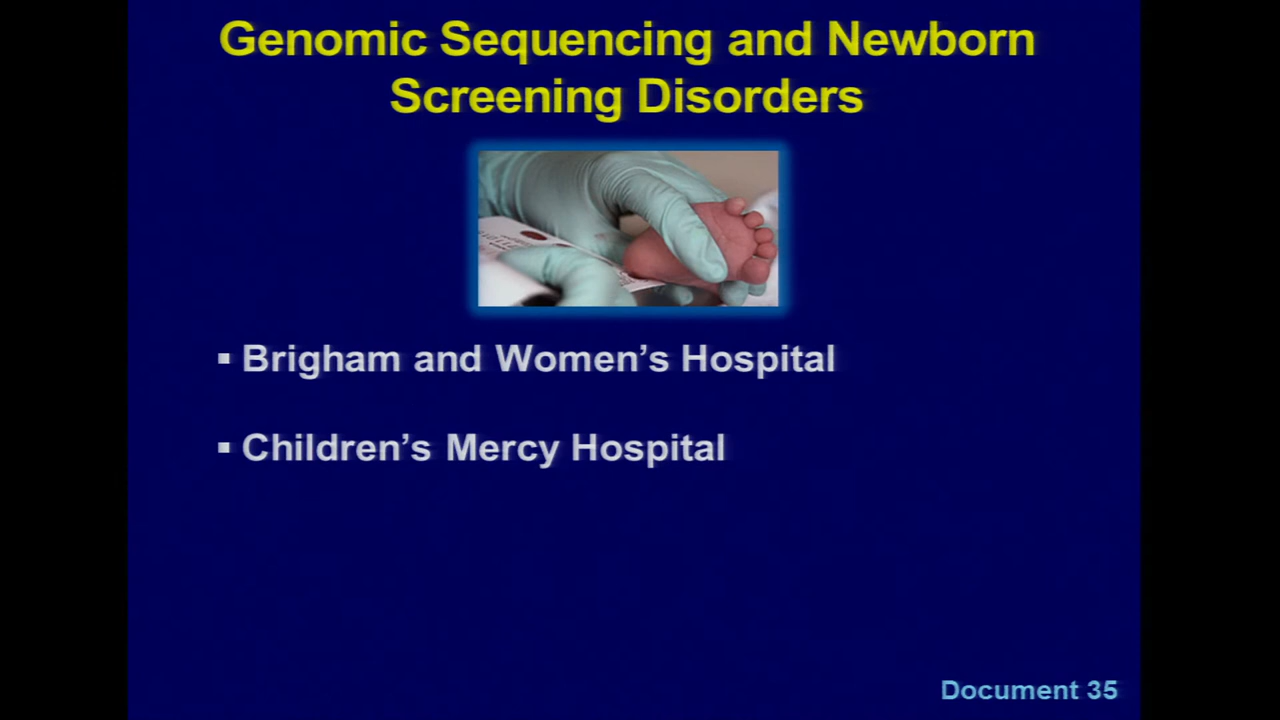 Genomic Sequencing and Newborn
Screening Disorders
▪ Brigham and Women’s Hospital
▪ Children’s Mercy Hospital
Document 35